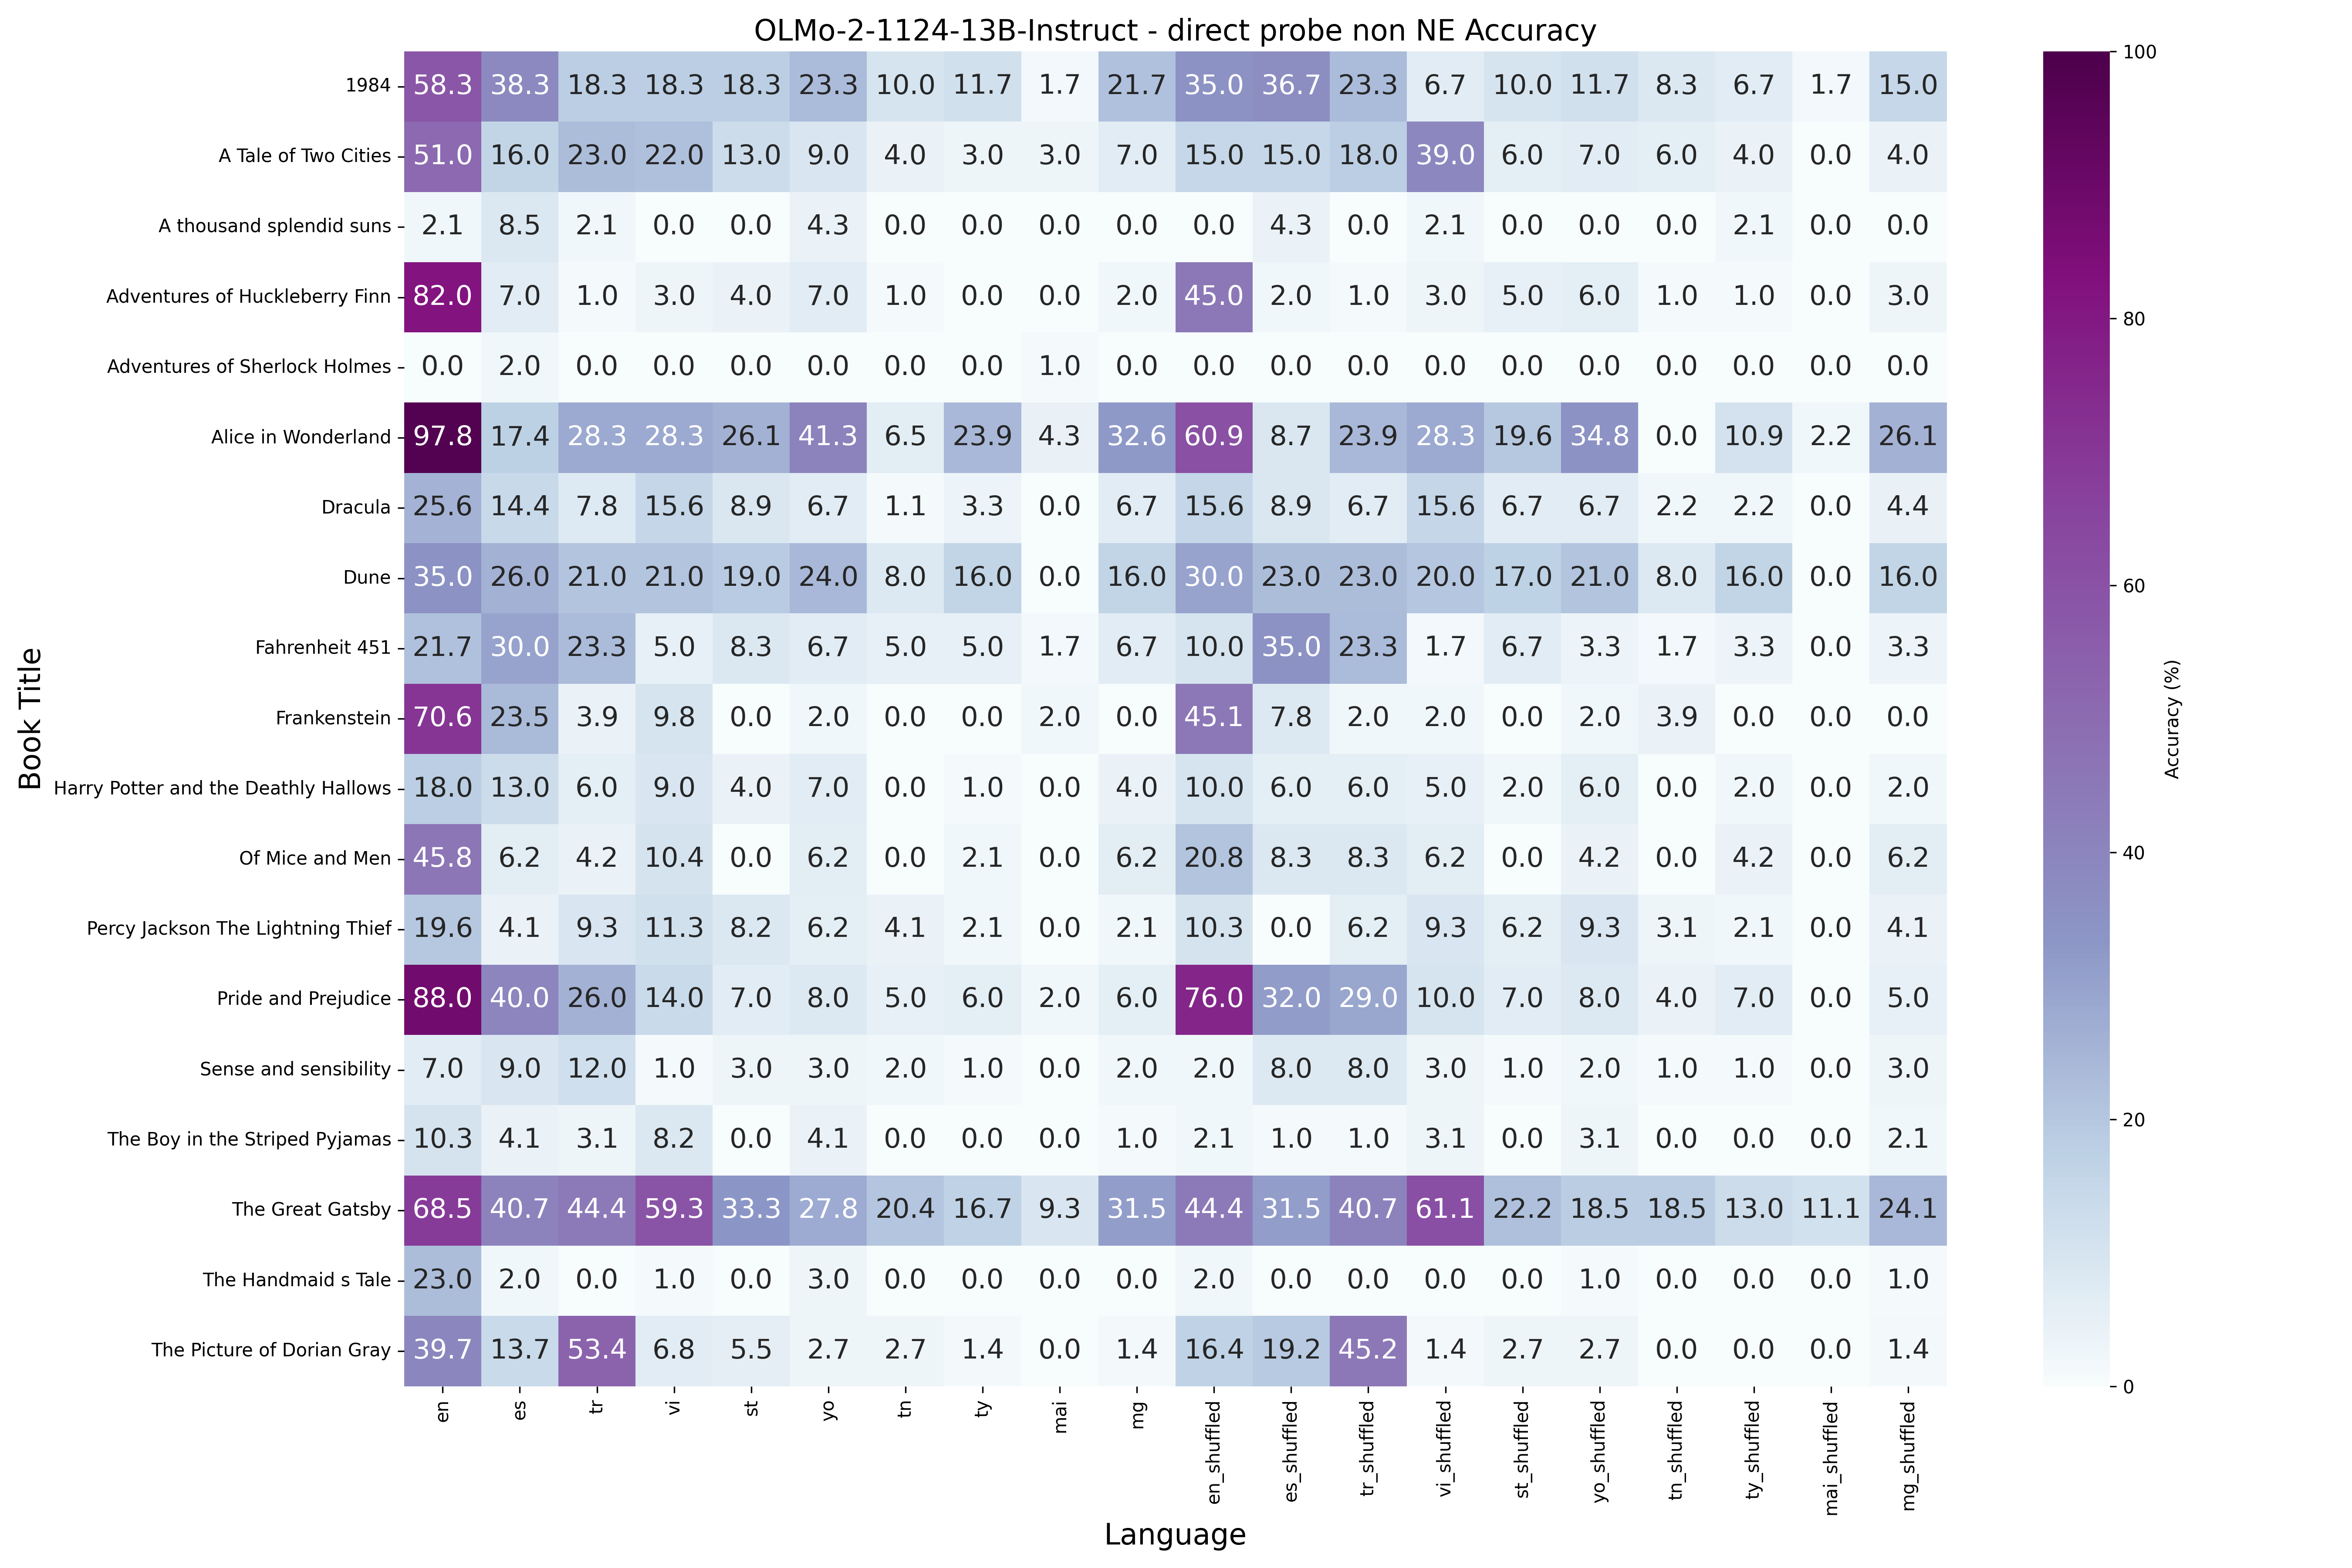 OLMo-2-1124-13B-Instruct - direct probe non NE Accuracy
Book Title
1984 58.3 38.3 18.3 18.3 18.3 23.3 10.0 11.7 1.7 21.7 35.0 36.7 23.3 6.7 10.0 11.7 8.3 6.7 1.7 15.0
A Tale of Two Cities 51.0 16.0 23.0 22.0 13.0 9.0 4.0 3.0 3.0 7.0 15.0 15.0 18.0 39.0 6.0 7.0 6.0 4.0 0.0 4.0
A thousand splendid suns 2.1 8.5 2.1 0.0 0.0 4.3 0.0 0.0 0.0 0.0 0.0 4.3 0.0 2.1 0.0 0.0 0.0 2.1 0.0 0.0
Adventures of Huckleberry Finn 82.0 7.0 1.0 3.0 4.0 7.0 1.0 0.0 0.0 2.0 45.0 2.0 1.0 3.0 5.0 6.0 1.0 1.0 0.0 3.0
Adventures of Sherlock Holmes 0.0 2.0 0.0 0.0 0.0 0.0 0.0 0.0 1.0 0.0 0.0 0.0 0.0 0.0 0.0 0.0 0.0 0.0 0.0 0.0
Alice in Wonderland 97.8 17.4 28.3 28.3 26.1 41.3 6.5 23.9 4.3 32.6 60.9 8.7 23.9 28.3 19.6 34.8 0.0 10.9 2.2 26.1
Dracula 25.6 14.4 7.8 15.6 8.9 6.7 1.1 3.3 0.0 6.7 15.6 8.9 6.7 15.6 6.7 6.7 2.2 2.2 0.0 4.4
Dune 35.0 26.0 21.0 21.0 19.0 24.0 8.0 16.0 0.0 16.0 30.0 23.0 23.0 20.0 17.0 21.0 8.0 16.0 0.0 16.0
Fahrenheit 451 21.7 30.0 23.3 5.0 8.3 6.7 5.0 5.0 1.7 6.7 10.0 35.0 23.3 1.7 6.7 3.3 1.7 3.3 0.0 3.3
Frankenstein 70.6 23.5 3.9 9.8 0.0 2.0 0.0 0.0 2.0 0.0 45.1 7.8 2.0 2.0 0.0 2.0 3.9 0.0 0.0 0.0
Harry Potter and the Deathly Hallows 18.0 13.0 6.0 9.0 4.0 7.0 0.0 1.0 0.0 4.0 10.0 6.0 6.0 5.0 2.0 6.0 0.0 2.0 0.0 2.0
Of Mice and Men 45.8 6.2 4.2 10.4 0.0 6.2 0.0 2.1 0.0 6.2 20.8 8.3 8.3 6.2 0.0 4.2 0.0 4.2 0.0 6.2
Percy Jackson The Lightning Thief 19.6 4.1 9.3 11.3 8.2 6.2 4.1 2.1 0.0 2.1 10.3 0.0 6.2 9.3 6.2 9.3 3.1 2.1 0.0 4.1
Pride and Prejudice 88.0 40.0 26.0 14.0 7.0 8.0 5.0 6.0 2.0 6.0 76.0 32.0 29.0 10.0 7.0 8.0 4.0 7.0 0.0 5.0
Sense and sensibility 7.0 9.0 12.0 1.0 3.0 3.0 2.0 1.0 0.0 2.0 2.0 8.0 8.0 3.0 1.0 2.0 1.0 1.0 0.0 3.0
The Boy in the Striped Pyjamas 10.3 4.1 3.1 8.2 0.0 4.1 0.0 0.0 0.0 1.0 2.1 1.0 1.0 3.1 0.0 3.1 0.0 0.0 0.0 2.1
The Great Gatsby 68.5 40.7 44.4 59.3 33.3 27.8 20.4 16.7 9.3 31.5 44.4 31.5 40.7 61.1 22.2 18.5 18.5 13.0 11.1 24.1
The Handmaid s Tale 23.0 2.0 0.0 1.0 0.0 3.0 0.0 0.0 0.0 0.0 2.0 0.0 0.0 0.0 0.0 1.0 0.0 0.0 0.0 1.0
The Picture of Dorian Gray 39.7 13.7 53.4 6.8 5.5 2.7 2.7 1.4 0.0 1.4 16.4 19.2 45.2 1.4 2.7 2.7 0.0 0.0 0.0 1.4
en es tr vi st yo tn ty mai mg en_shuffled es_shuffled tr_shuffled vi_shuffled st_shuffled yo_shuffled tn_shuffled ty_shuffled mai_shuffled mg_shuffled
Language
100
80
60
40
20
0
Accuracy (%)